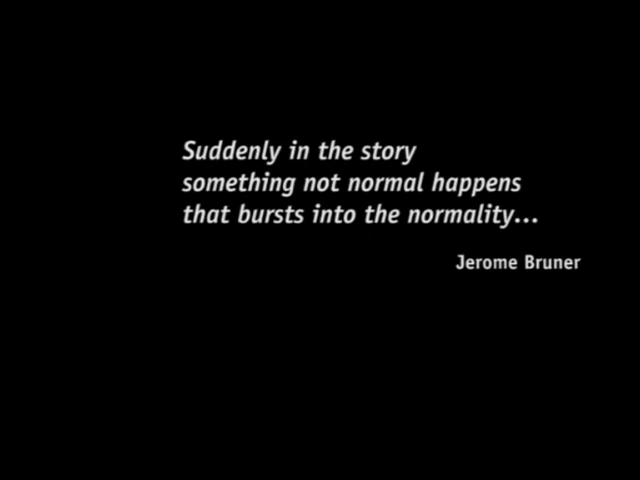 Suddenly in the story
something not normal happens
that bursts into the normality...
Jerome Bruner